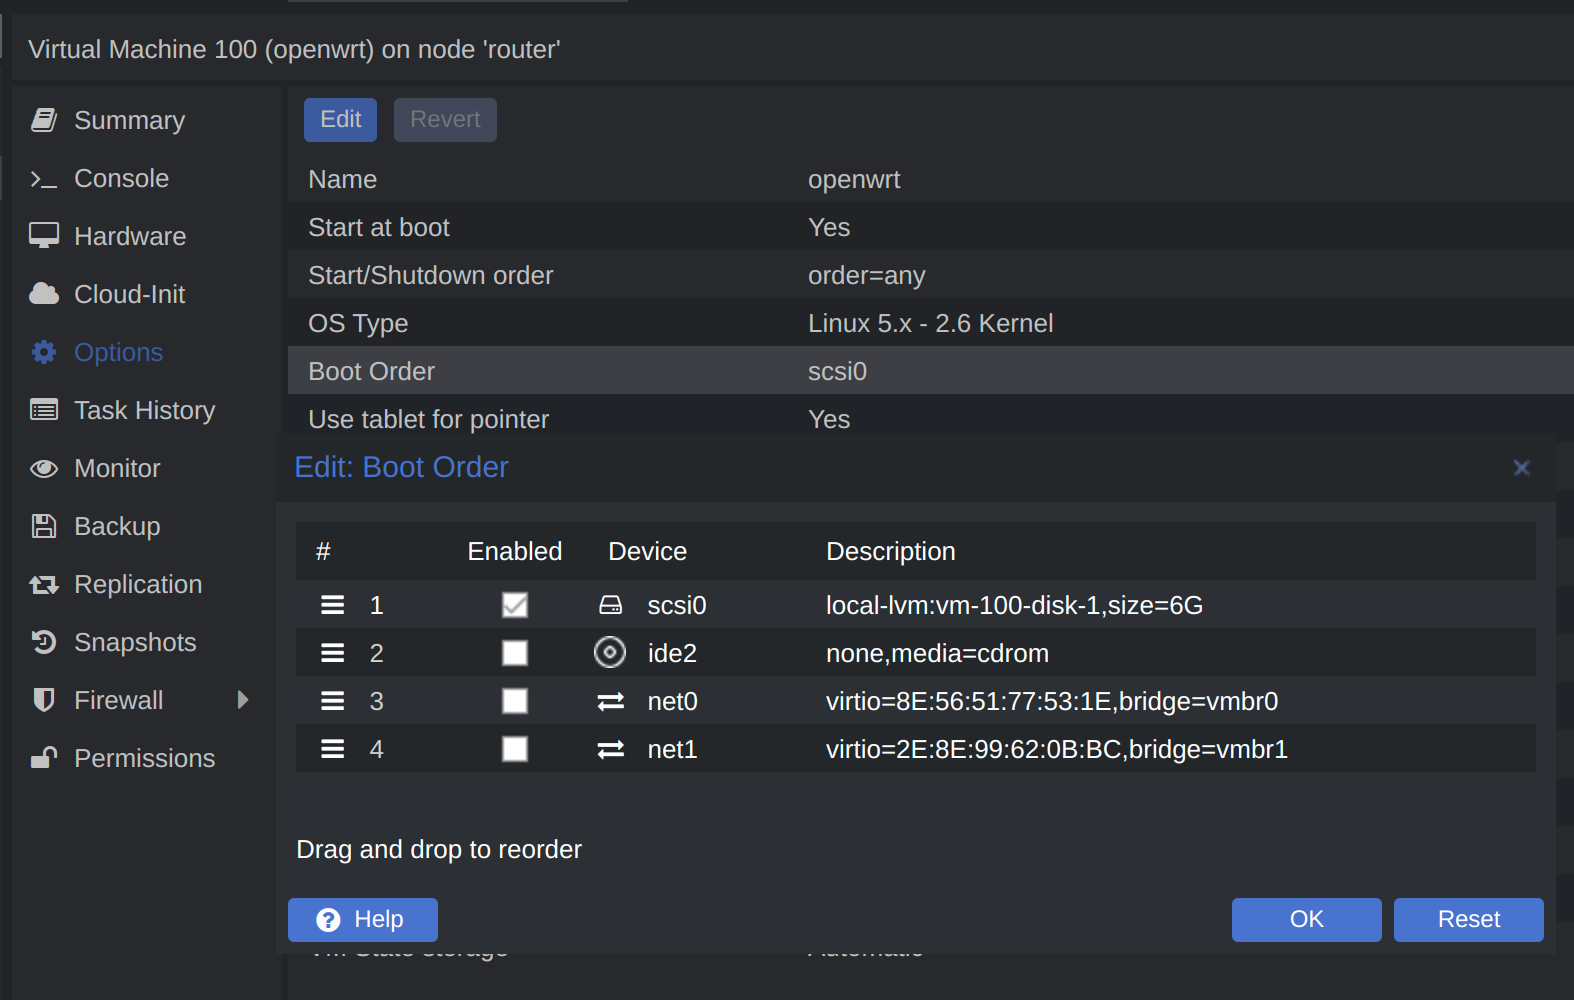 Virtual Machine 100 (openwrt) on node 'router'
Summary
Console
Hardware
Cloud-Init
Options
Task History
Monitor
Backup
Replication
Snapshots
Firewall
Permissions
Edit Revert
Name openwrt
Start at boot Yes
Start/Shutdown order order=any
OS Type Linux 5.x - 2.6 Kernel
Boot Order scsi0
Use tablet for pointer Yes
Edit: Boot Order
# Enabled Device Description
1 scsi0 local-lvm:vm-100-disk-1,size=6G
2 ide2 none,media=cdrom
3 net0 virtio=8E:56:51:77:53:1E,bridge=vmbr0
4 net1 virtio=2E:8E:99:62:0B:BC,bridge=vmbr1
Drag and drop to reorder
Help OK Reset